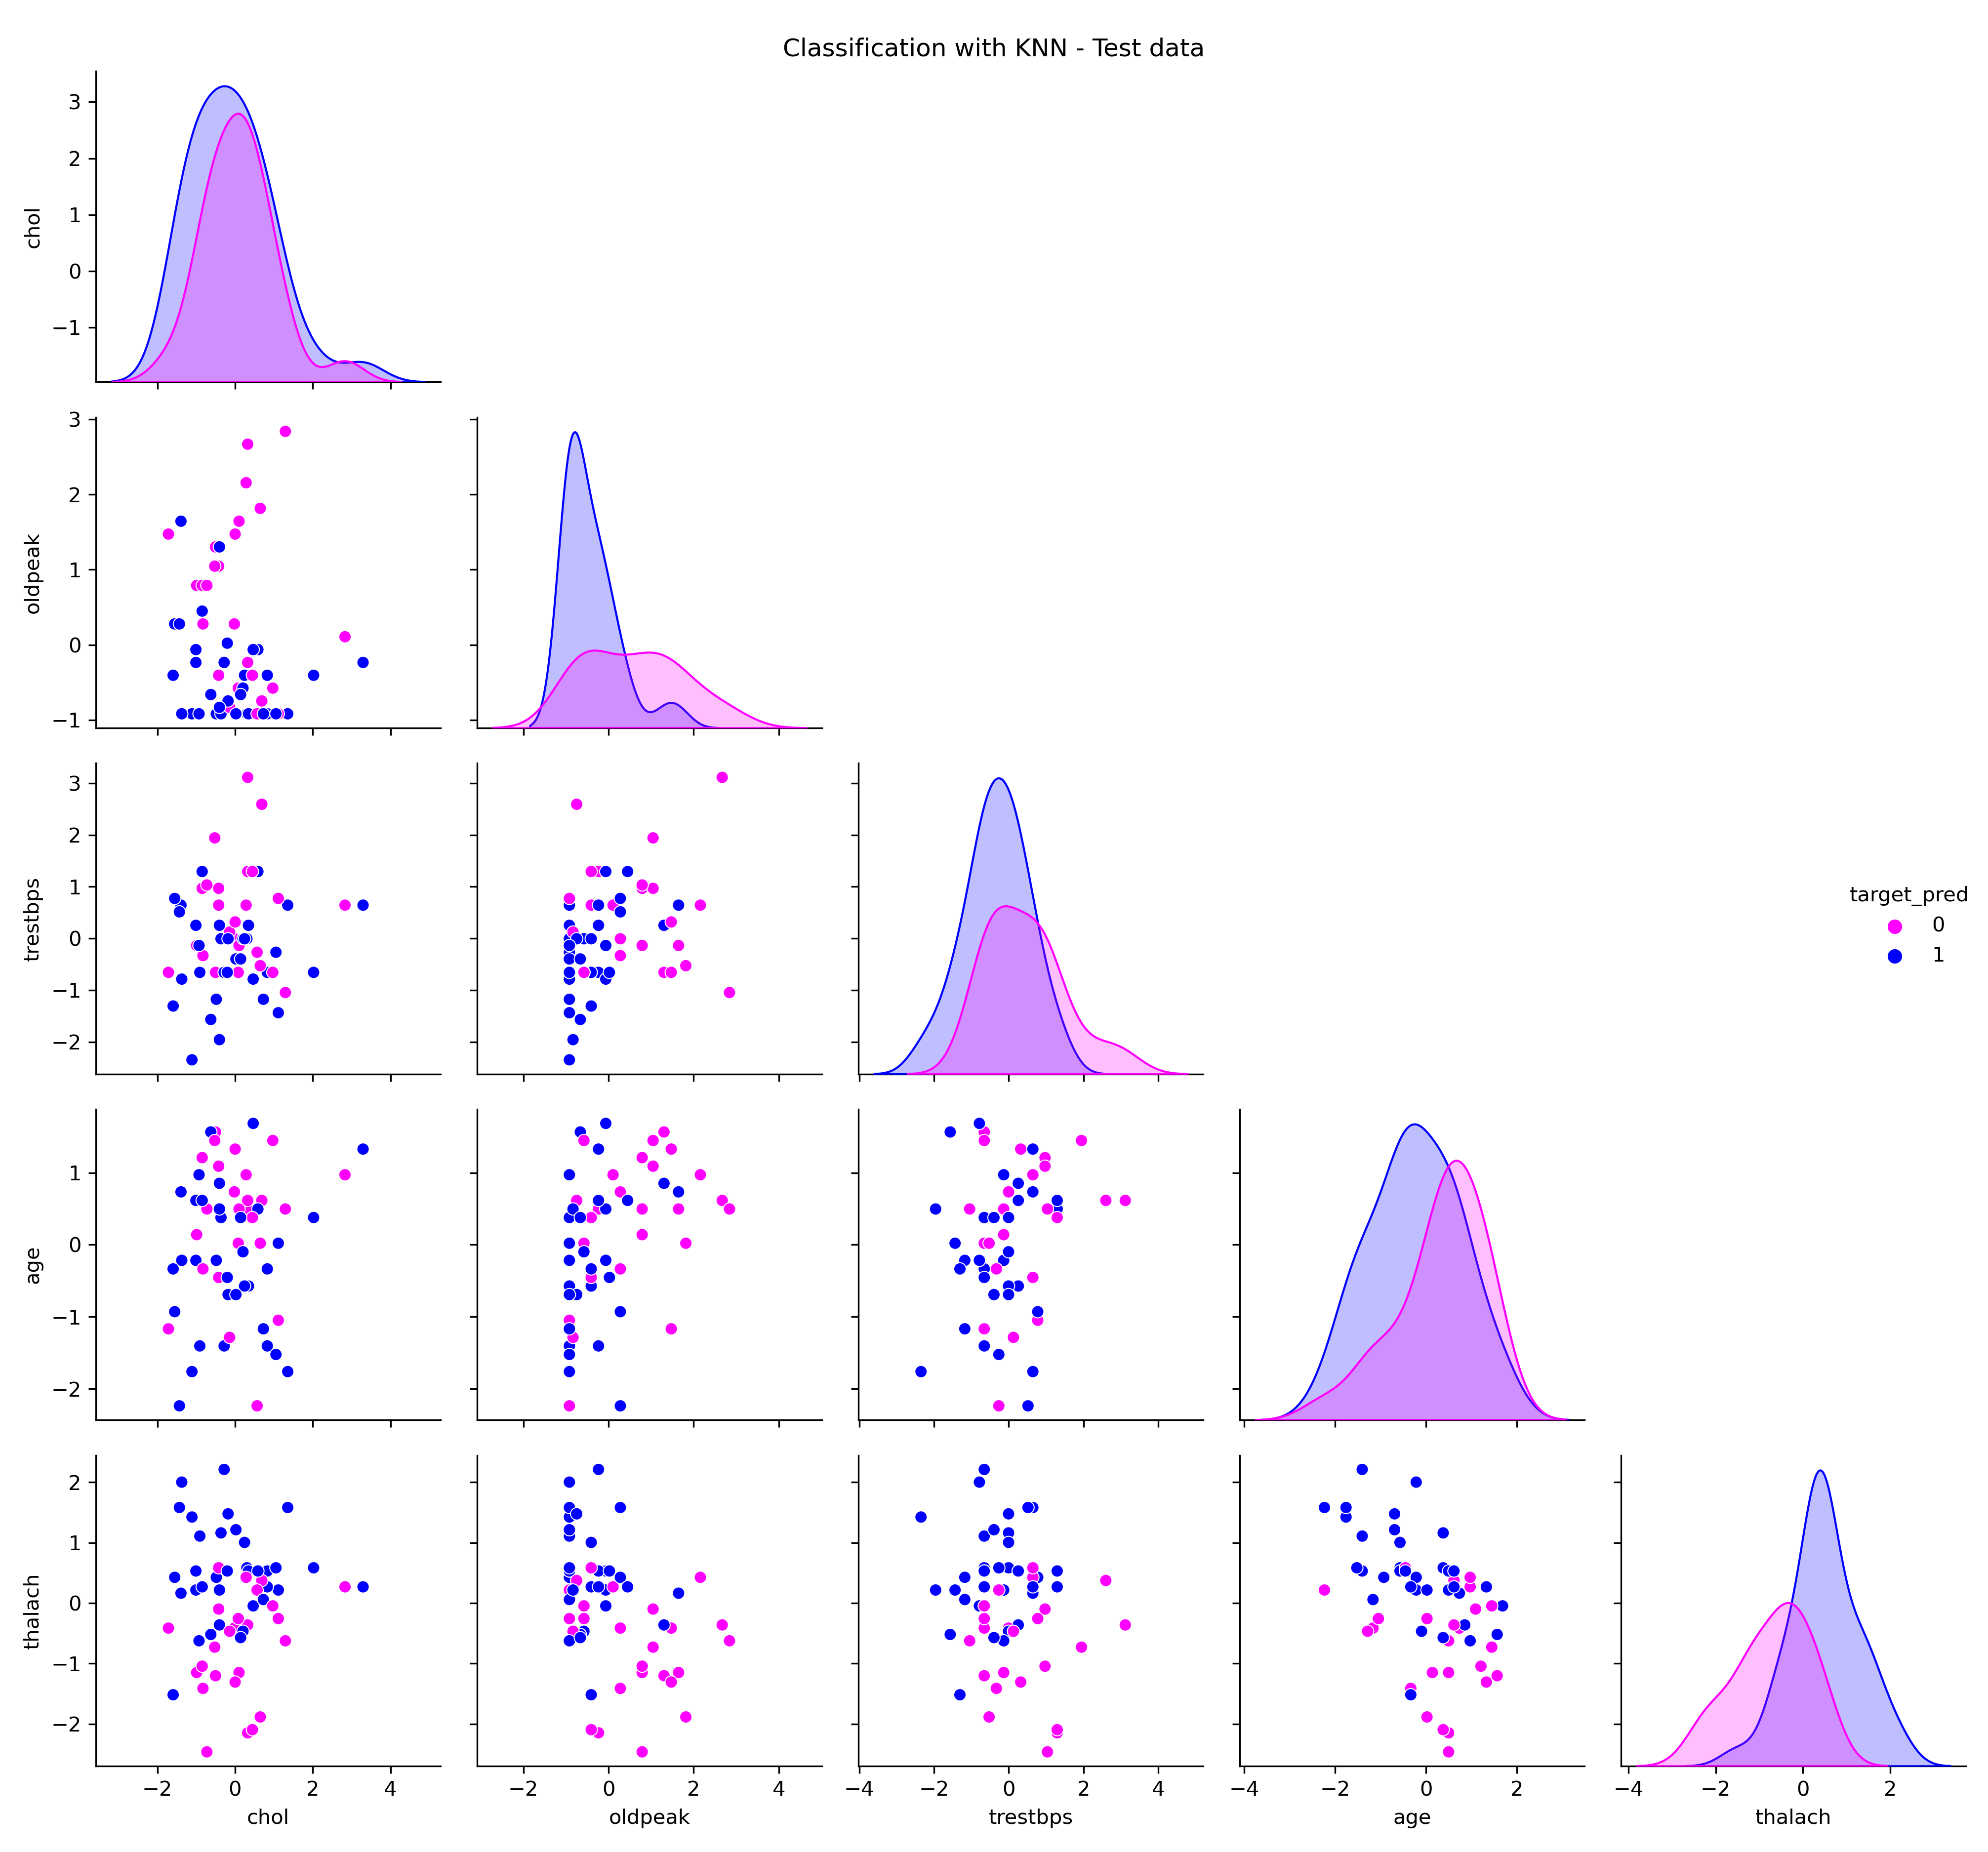 Classification with KNN - Test data
3
2
1
0
−1
chol
3
2
1
0
−1
oldpeak
3
2
1
0
−1
−2
trestbps
target_pred
0
1
1
0
−1
−2
age
2
1
0
−1
−2
thalach
−2 0 2 4
−2 0 2 4
−4 −2 0 2 4
−4 −2 0 2
−4 −2 0 2
chol oldpeak trestbps age thalach